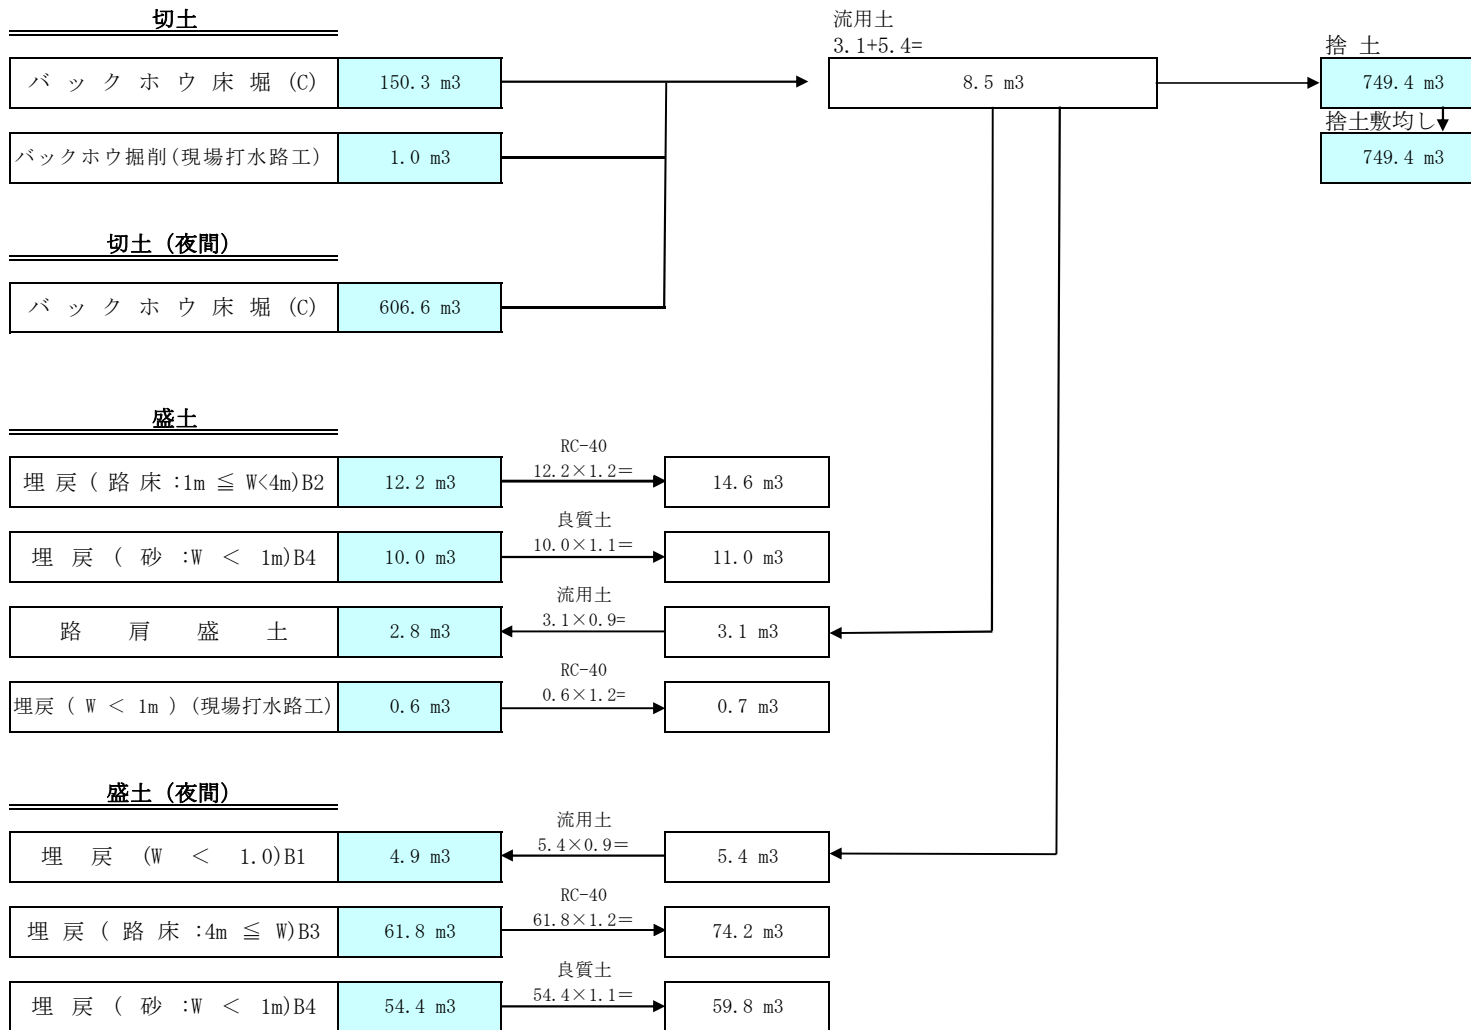 切土
流用土
3.1+5.4=
捨 土
バ ッ ク ホ ウ 床 堀 (C) 150.3 m3
8.5 m3
749.4 m3
捨土敷均し
バックホウ掘削(現場打水路工) 1.0 m3
749.4 m3
切土 (夜間)
バ ッ ク ホ ウ 床 堀 (C) 606.6 m3
盛土
RC-40
12.2×1.2=
埋 戻 ( 路 床 :1m ≦ W<4m)B2 12.2 m3
14.6 m3
良質土
10.0×1.1=
埋 戻 ( 砂 :W < 1m)B4 10.0 m3
11.0 m3
流用土
3.1×0.9=
路 肩 盛 土 2.8 m3
3.1 m3
RC-40
0.6×1.2=
埋戻 ( W < 1m ) (現場打水路工) 0.6 m3
0.7 m3
盛土 (夜間)
流用土
5.4×0.9=
埋 戻 (W < 1.0)B1 4.9 m3
5.4 m3
RC-40
61.8×1.2=
埋 戻 ( 路 床 :4m ≦ W)B3 61.8 m3
74.2 m3
良質土
54.4×1.1=
埋 戻 ( 砂 :W < 1m)B4 54.4 m3
59.8 m3